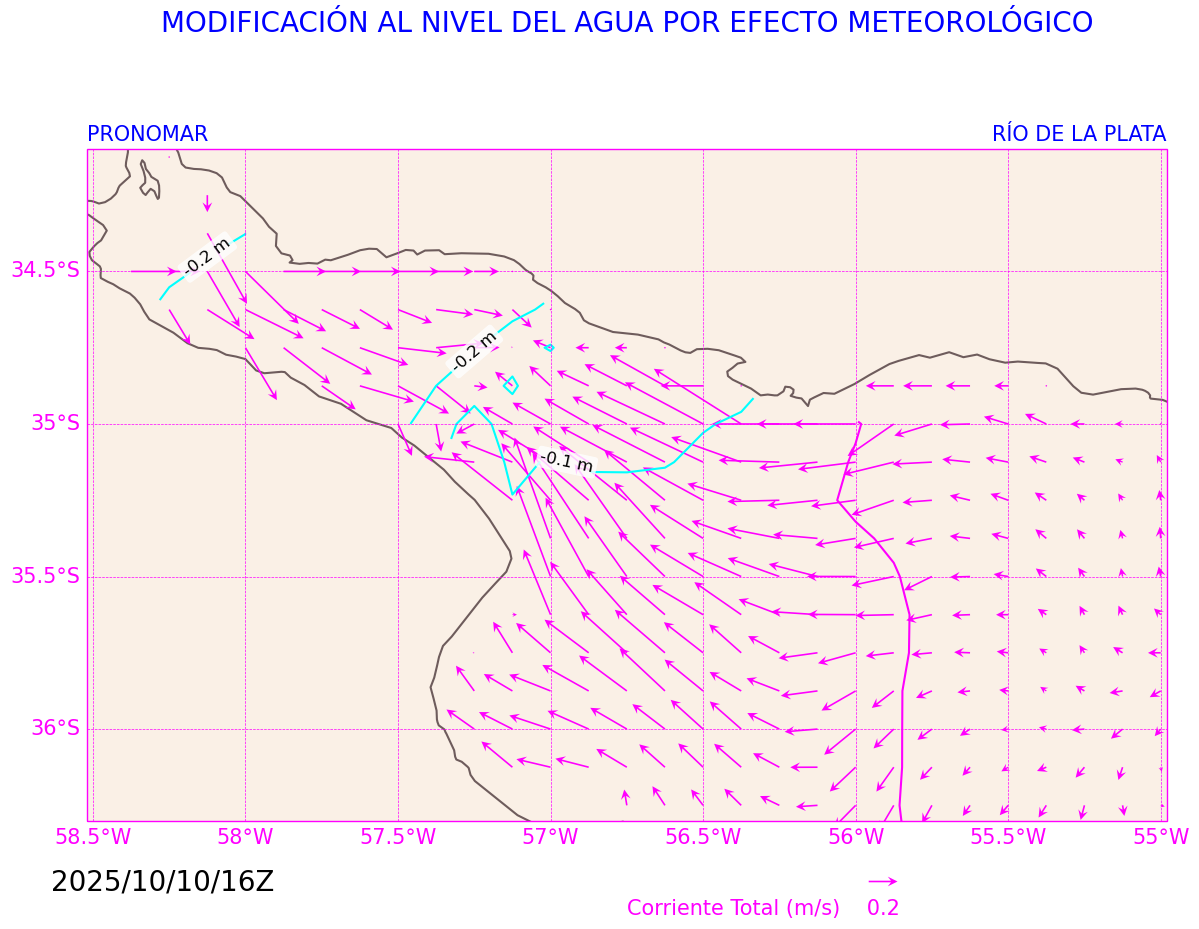 MODIFICACIÓN AL NIVEL DEL AGUA POR EFECTO METEOROLÓGICO
PRONOMAR
RÍO DE LA PLATA
-0.2 m
34.5°S
-0.2 m
35°S
-0.1 m
35.5°S
36°S
58.5°W 58°W 57.5°W 57°W 56.5°W 56°W 55.5°W 55°W
2025/10/10/16Z
Corriente Total (m/s) 0.2